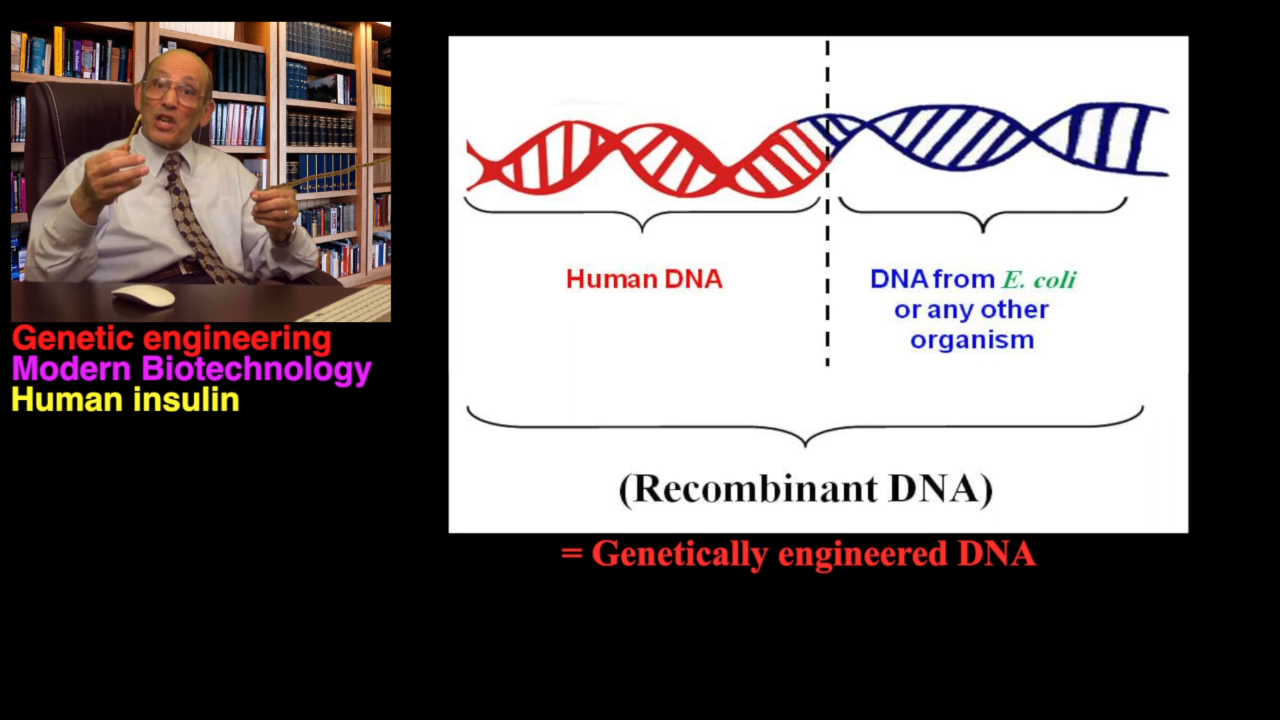 Genetic engineering
Modern Biotechnology
Human insulin
Human DNA
DNA from E. coli
or any other
organism
(Recombinant DNA)
= Genetically engineered DNA